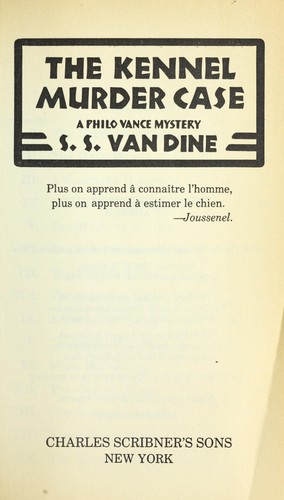 THE KENNEL
MURDER CASE
A PHILO VANCE MYSTERY
S. S. VAN DINE
Plus on apprend â connaître l'homme,
plus on apprend à estimer le chien.
—Joussenel.
CHARLES SCRIBNER'S SONS
NEW YORK